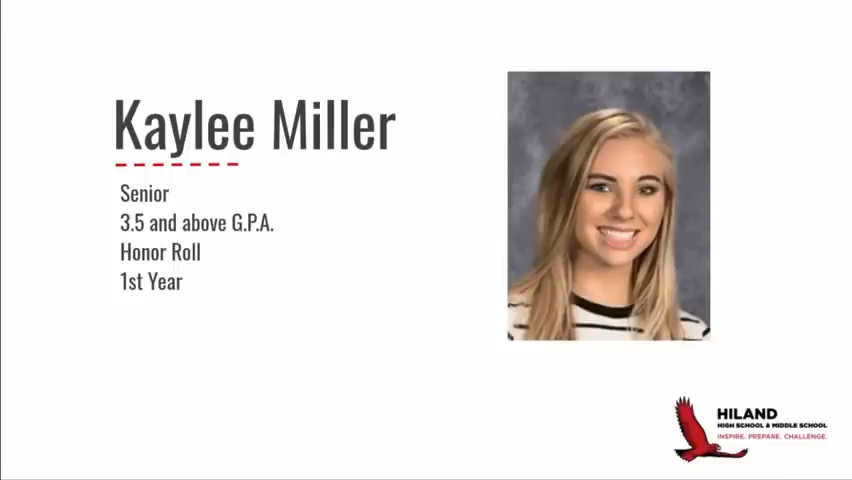 Kaylee Miller
Senior
3.5 and above G.P.A.
Honor Roll
1st Year
HILAND
HIGH SCHOOL & MIDDLE SCHOOL
INSPIRE. PREPARE. CHALLENGE.